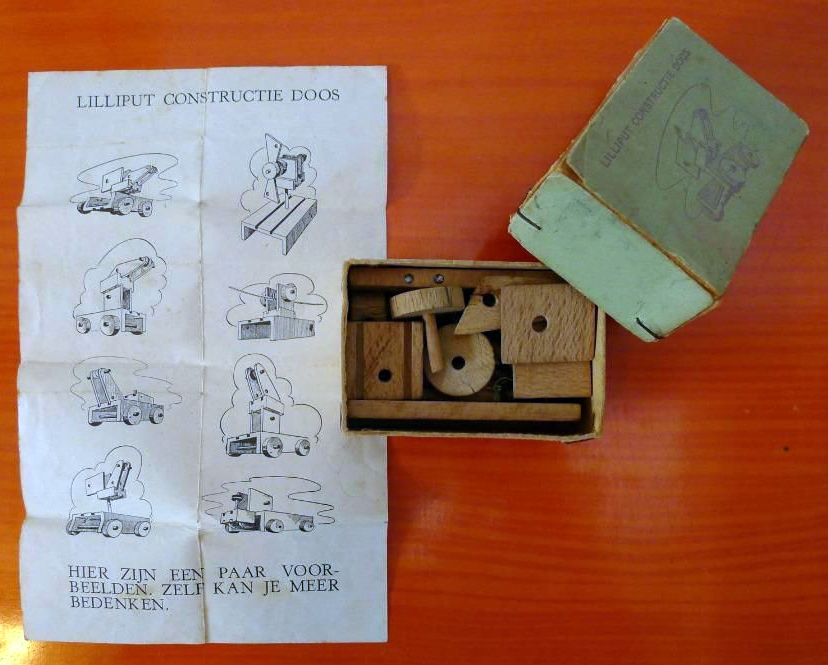 LILLIPUT CONSTRUCTIE DOOS
HIER ZIJN EEN PAAR VOOR-
BEELDEN. ZELF KAN JE MEER
BEDENKEN.
LILLIPUT CONSTRUCTIE DOOS